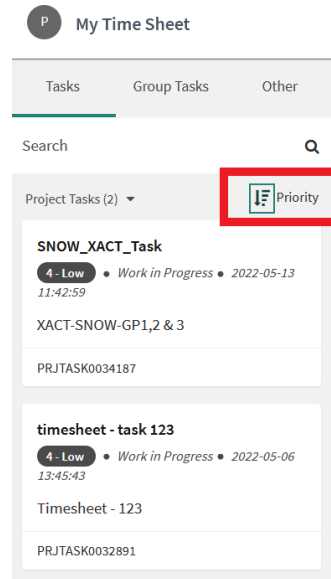 P My Time Sheet
Tasks Group Tasks Other
Search
Project Tasks (2) Priority
SNOW_XACT_Task
4 - Low • Work in Progress • 2022-05-13
11:42:59
XACT-SNOW-GP1,2 & 3
PRJTASK0034187
timesheet - task 123
4 - Low • Work in Progress • 2022-05-06
13:45:43
Timesheet - 123
PRJTASK0032891